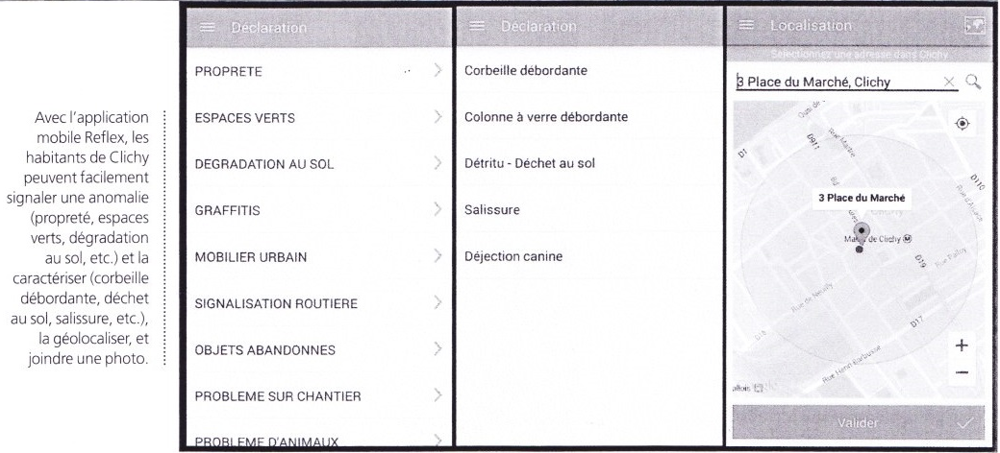 Avec l'application
mobile Reflex, les
habitants de Clichy
peuvent facilement
signaler une anomalie
(propreté, espaces
verts, dégradation
au sol, etc.) et la
caractériser (corbeille
débordante, déchet
au sol, salissure, etc.),
la géolocaliser, et
joindre une photo.
Déclaration
PROPRETE
ESPACES VERTS
DEGRADATION AU SOL
GRAFFITIS
MOBILIER URBAIN
SIGNALISATION ROUTIERE
OBJETS ABANDONNES
PROBLEME SUR CHANTIER
PROBLEME D'ANIMAUX
Déclaration
Corbeille débordante
Colonne à verre débordante
Détritu - Déchet au sol
Salissure
Déjection canine
Localisation
Sélectionnez une adresse dans Clichy
3 Place du Marché, Clichy
D1
D911
Rue Martre
D110
Rue d'Alsace
3 Place du Marché
de Clichy M
D19
Rue de Neuilly
D17
Rue Henri Barbusse
Valider